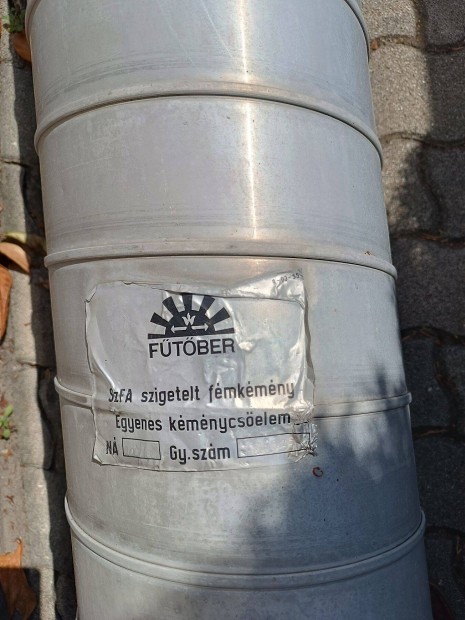 FŰTŐBER
SzFA szigetelt fémkémény
Egyenes kéménycsőelem
NÁ Gy.szám